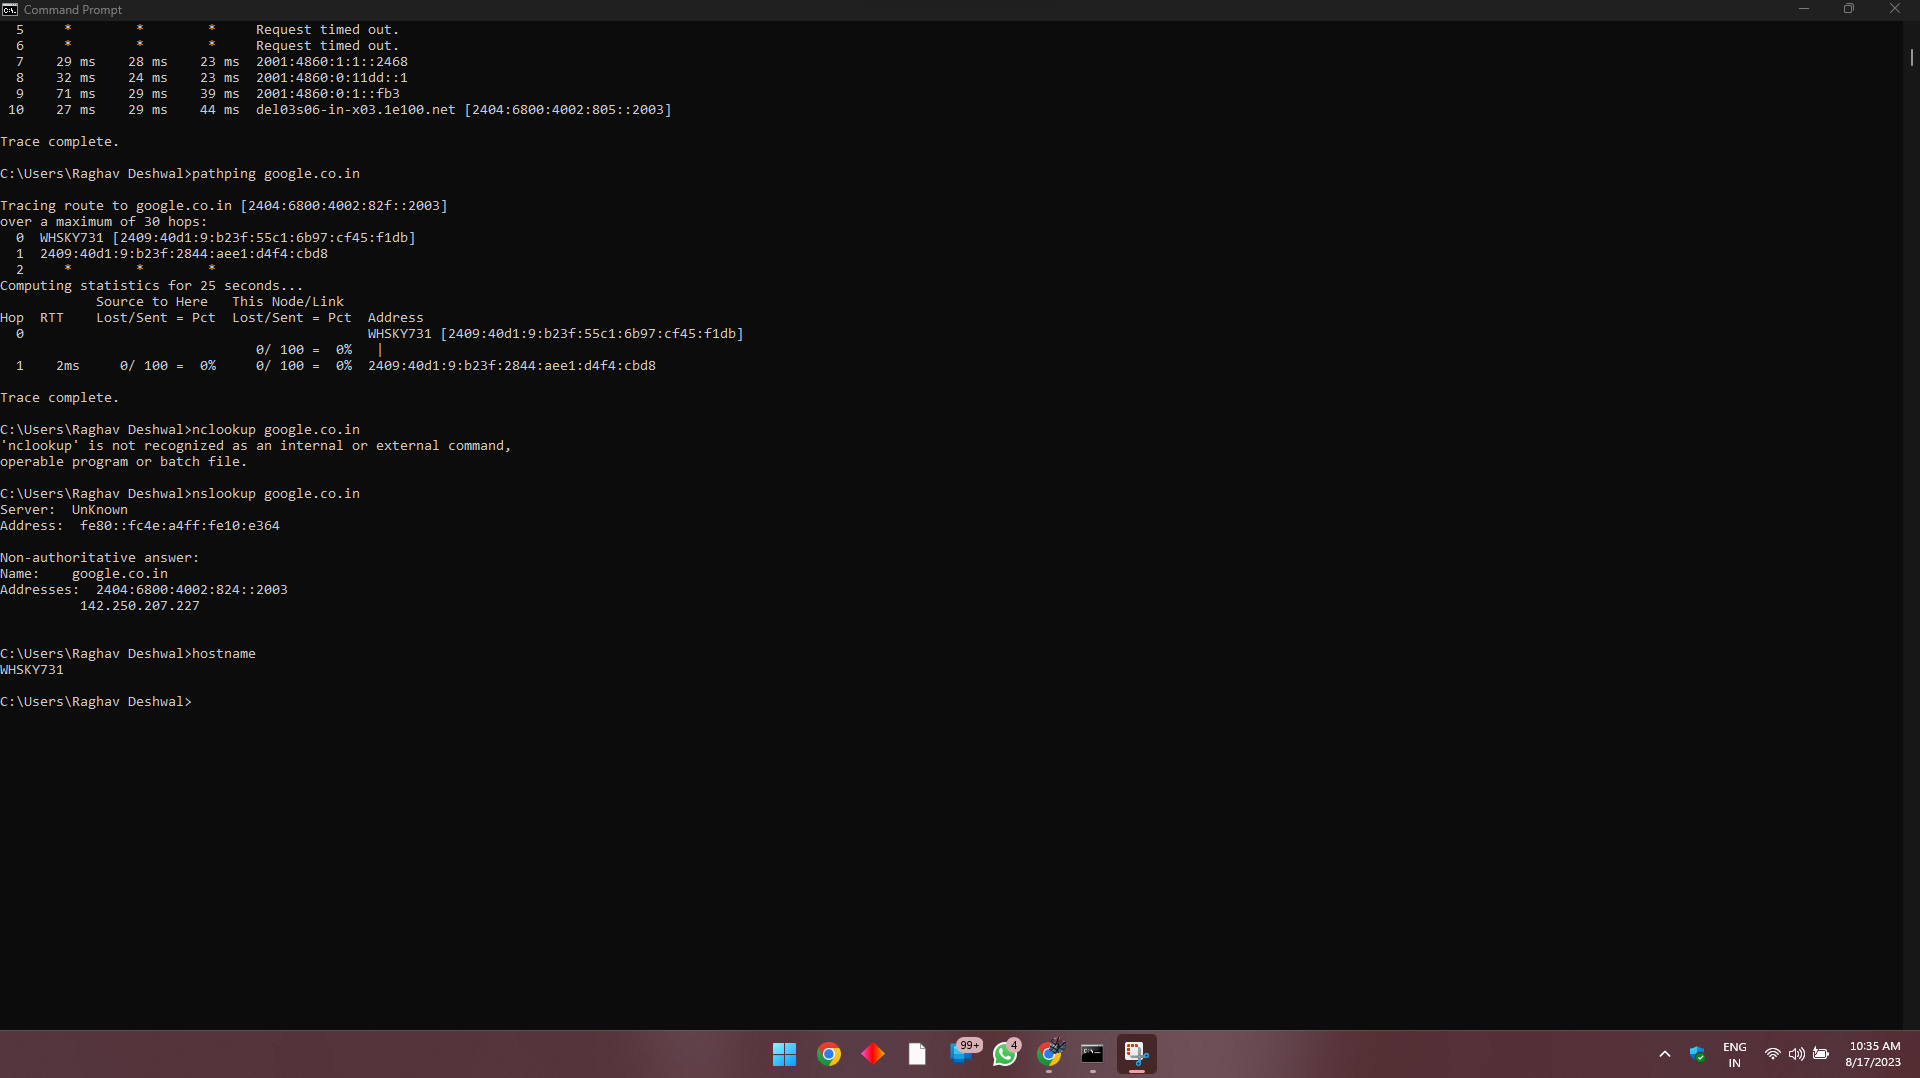 Command Prompt
  5     *        *        *     Request timed out.
  6     *        *        *     Request timed out.
  7    29 ms    28 ms    23 ms  2001:4860:1:1::2468
  8    32 ms    24 ms    23 ms  2001:4860:0:11dd::1
  9    71 ms    29 ms    39 ms  2001:4860:0:1::fb3
 10    27 ms    29 ms    44 ms  del03s06-in-x03.1e100.net [2404:6800:4002:805::2003]
Trace complete.
C:\Users\Raghav Deshwal>pathping google.co.in
Tracing route to google.co.in [2404:6800:4002:82f::2003]
over a maximum of 30 hops:
  0  WHSKY731 [2409:40d1:9:b23f:55c1:6b97:cf45:f1db]
  1  2409:40d1:9:b23f:2844:aee1:d4f4:cbd8
  2     *        *        *
Computing statistics for 25 seconds...
            Source to Here   This Node/Link
Hop  RTT    Lost/Sent = Pct  Lost/Sent = Pct  Address
  0                                           WHSKY731 [2409:40d1:9:b23f:55c1:6b97:cf45:f1db]
                                0/ 100 =  0%   |
  1    2ms     0/ 100 =  0%     0/ 100 =  0%  2409:40d1:9:b23f:2844:aee1:d4f4:cbd8
Trace complete.
C:\Users\Raghav Deshwal>nclookup google.co.in
'nclookup' is not recognized as an internal or external command,
operable program or batch file.
C:\Users\Raghav Deshwal>nslookup google.co.in
Server:  UnKnown
Address:  fe80::fc4e:a4ff:fe10:e364
Non-authoritative answer:
Name:    google.co.in
Addresses:  2404:6800:4002:824::2003
          142.250.207.227
C:\Users\Raghav Deshwal>hostname
WHSKY731
C:\Users\Raghav Deshwal>
99+
4
ENG
IN
10:35 AM
8/17/2023